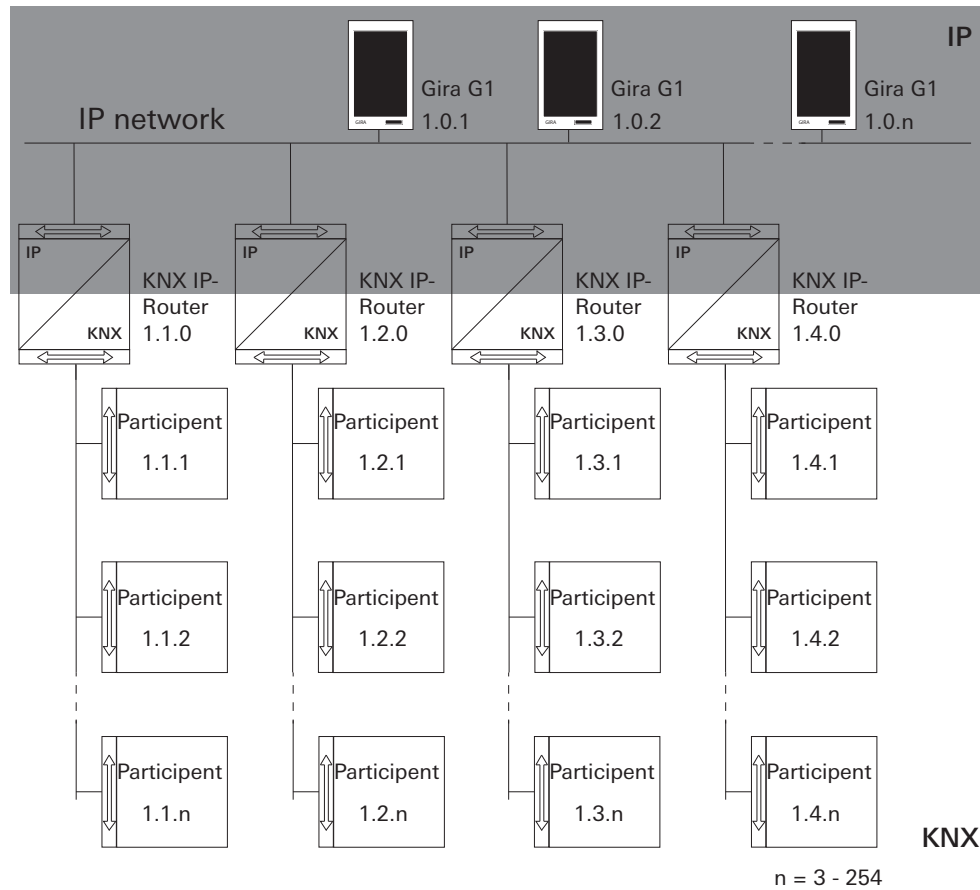 IP
IP network
Gira G1
1.0.1
Gira G1
1.0.2
Gira G1
1.0.n
GIRA
GIRA
GIRA
IP
KNX
KNX IP-
Router
1.1.0
IP
KNX
KNX IP-
Router
1.2.0
IP
KNX
KNX IP-
Router
1.3.0
IP
KNX
KNX IP-
Router
1.4.0
Participent
1.1.1
Participent
1.2.1
Participent
1.3.1
Participent
1.4.1
Participent
1.1.2
Participent
1.2.2
Participent
1.3.2
Participent
1.4.2
Participent
1.1.n
Participent
1.2.n
Participent
1.3.n
Participent
1.4.n
KNX
n = 3 - 254